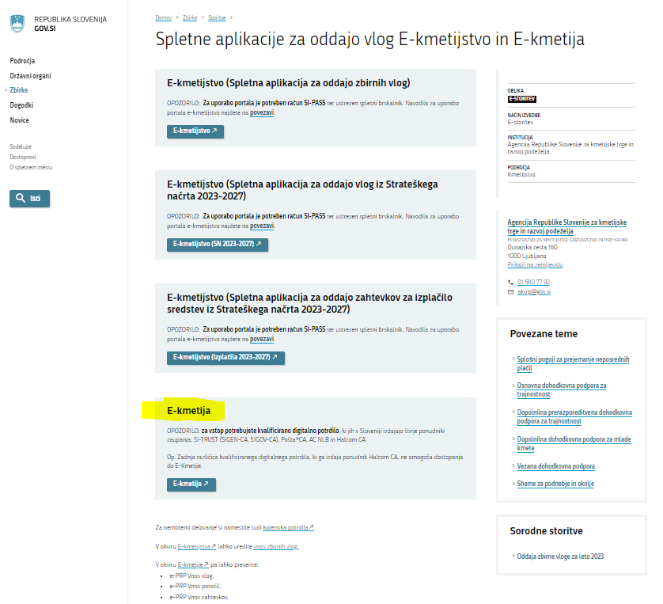 REPUBLIKA SLOVENIJA
GOV.SI
Področja
Državni organi
Zbirke
Dogodki
Novice
Sodelujte
Dostopnost
O spletnem mestu
Išči
Domov › Zbirke › Storitve ›
Spletne aplikacije za oddajo vlog E-kmetijstvo in E-kmetija
E-kmetijstvo (Spletna aplikacija za oddajo zbirnih vlog)
OPOZORILO: Za uporabo portala je potreben račun SI-PASS ter ustrezen spletni brskalnik. Navodila za uporabo
portala e-kmetijstvo najdete na povezavi.
E-kmetijstvo ↗
E-kmetijstvo (Spletna aplikacija za oddajo vlog iz Strateškega
načrta 2023-2027)
OPOZORILO: Za uporabo portala je potreben račun SI-PASS ter ustrezen spletni brskalnik. Navodila za uporabo
portala e-kmetijstvo najdete na povezavi.
E-kmetijstvo (SN 2023-2027) ↗
E-kmetijstvo (Spletna aplikacija za oddajo zahtevkov za izplačilo
sredstev iz Strateškega načrta 2023-2027)
OPOZORILO: Za uporabo portala je potreben račun SI-PASS ter ustrezen spletni brskalnik. Navodila za uporabo
portala e-kmetijstvo najdete na povezavi.
E-kmetijstvo (Izplačila 2023-2027) ↗
E-kmetija
OPOZORILO: za vstop potrebujete kvalificirano digitalno potrdilo, ki jih v Sloveniji izdajajo štirje ponudniki
zaupanja: SI-TRUST (SIGEN-CA, SIGOV-CA), Pošta®CA, AC NLB in Halcom CA.
Op. Zadnja različica kvalificiranega digitalnega potrdila, ki ga izdaja ponudnik Halcom CA, ne omogoča dostopanja
do E-Kmetije.
E-kmetija ↗
Za nemoteno delovanje si namestite tudi korenska potrdila ↗.
V okviru E-kmetijstva ↗ lahko uredite vnos zbirnih vlog.
V okviru E-kmetije ↗ pa lahko preverite:
• e-PRP Vnos vlog,
• e-PRP Vnos poročil,
• e-PRP Vnos zahtevkov,
OBLIKA
E-STORITEV
NAČIN IZVEDBE
E-storitev
INSTITUCIJA
Agencija Republike Slovenije za kmetijske trge in
razvoj podeželja
PODROČJA
Kmetijstvo
Agencija Republike Slovenije za kmetijske
trge in razvoj podeželja
MINISTRSTVO ZA KMETIJSTVO, GOZDARSTVO IN PREHRANO
Dunajska cesta 160
1000 Ljubljana
Prikaži na zemljevidu
01 580 77 92
aktrp@gov.si
Povezane teme
› Splošni pogoji za prejemanje neposrednih
plačil
› Osnovna dohodkovna podpora za
trajnostnost
› Dopolnilna prerazporeditvena dohodkovna
podpora za trajnostnost
› Dopolnilna dohodkovna podpora za mlade
kmete
› Vezana dohodkovna podpora
› Sheme za podnebje in okolje
Sorodne storitve
› Oddaja zbirne vloge za leto 2023